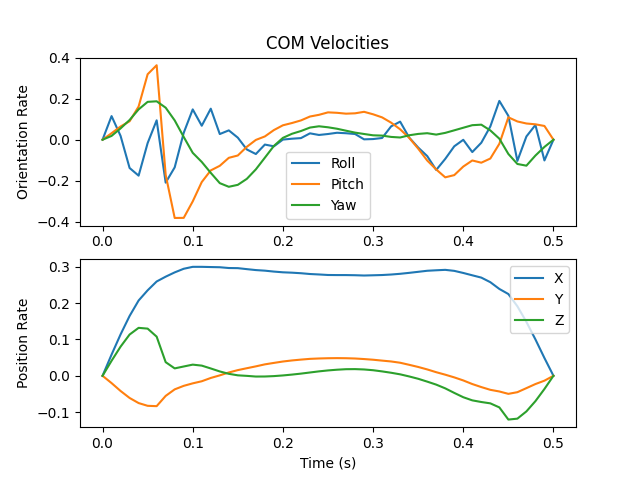 COM Velocities
Orientation Rate
0.4
0.2
0.0
−0.2
−0.4
0.0 0.1 0.2 0.3 0.4 0.5
Roll
Pitch
Yaw
Position Rate
0.3
0.2
0.1
0.0
−0.1
0.0 0.1 0.2 0.3 0.4 0.5
X
Y
Z
Time (s)